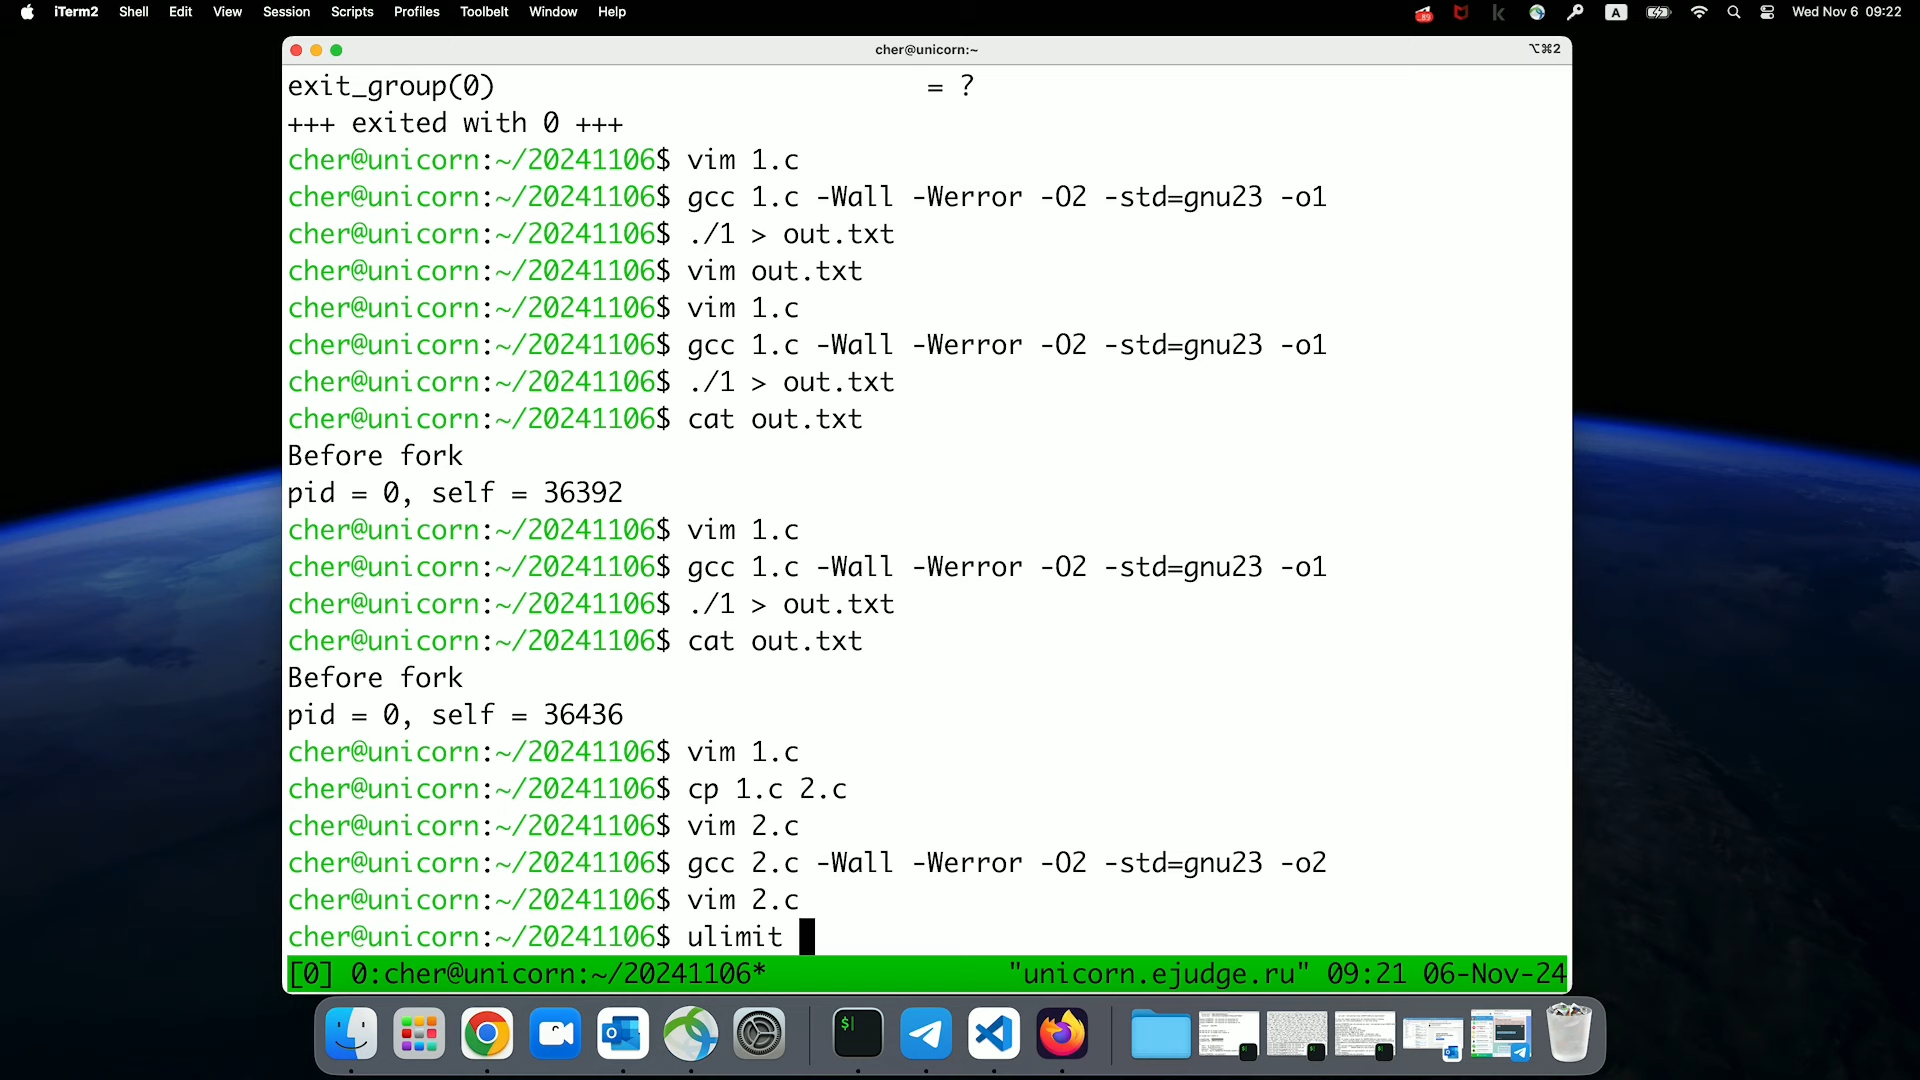 iTerm2 Shell Edit View Session Scripts Profiles Toolbelt Window Help A Wed Nov 6 09:22
cher@unicorn:~ ⌥⌘2
exit_group(0) = ?
+++ exited with 0 +++
cher@unicorn:~/20241106$ vim 1.c
cher@unicorn:~/20241106$ gcc 1.c -Wall -Werror -O2 -std=gnu23 -o1
cher@unicorn:~/20241106$ ./1 > out.txt
cher@unicorn:~/20241106$ vim out.txt
cher@unicorn:~/20241106$ vim 1.c
cher@unicorn:~/20241106$ gcc 1.c -Wall -Werror -O2 -std=gnu23 -o1
cher@unicorn:~/20241106$ ./1 > out.txt
cher@unicorn:~/20241106$ cat out.txt
Before fork
pid = 0, self = 36392
cher@unicorn:~/20241106$ vim 1.c
cher@unicorn:~/20241106$ gcc 1.c -Wall -Werror -O2 -std=gnu23 -o1
cher@unicorn:~/20241106$ ./1 > out.txt
cher@unicorn:~/20241106$ cat out.txt
Before fork
pid = 0, self = 36436
cher@unicorn:~/20241106$ vim 1.c
cher@unicorn:~/20241106$ cp 1.c 2.c
cher@unicorn:~/20241106$ vim 2.c
cher@unicorn:~/20241106$ gcc 2.c -Wall -Werror -O2 -std=gnu23 -o2
cher@unicorn:~/20241106$ vim 2.c
cher@unicorn:~/20241106$ ulimit
[0] 0:cher@unicorn:~/20241106* "unicorn.ejudge.ru" 09:21 06-Nov-24